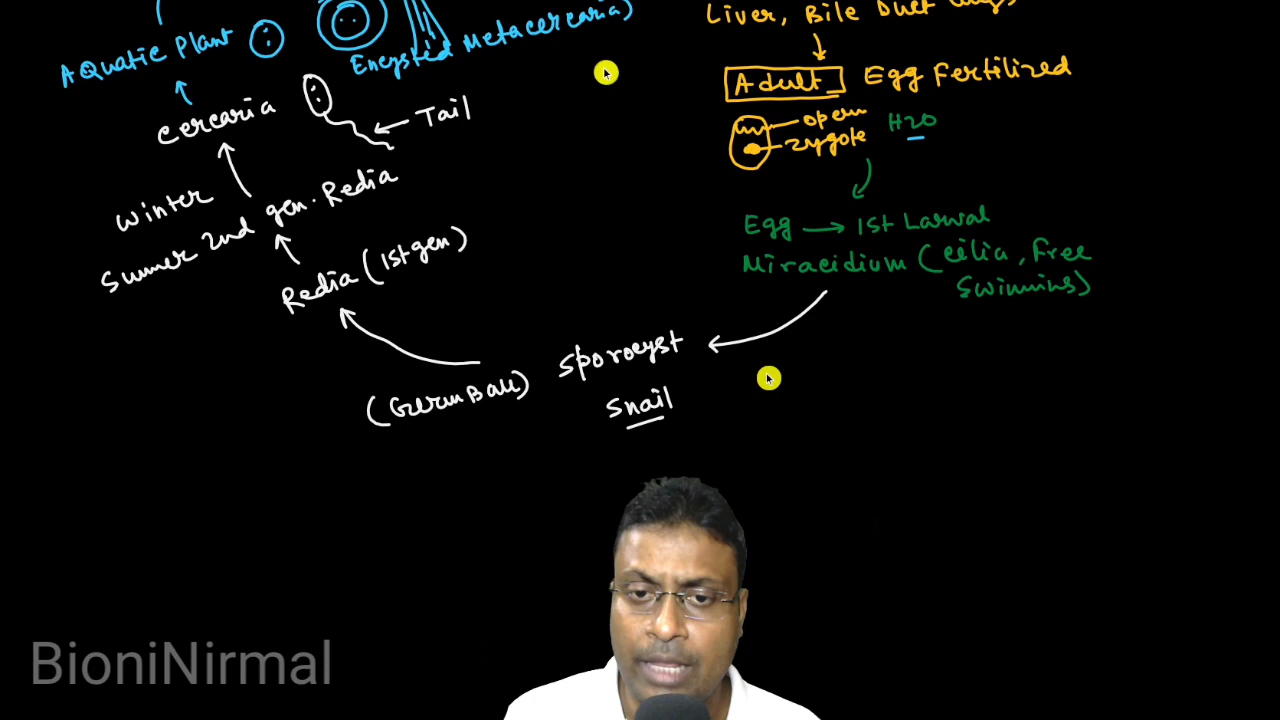 Liver, Bile Duct
Aquatic Plant
Encysted Metacercaria)
Adult Egg Fertilized
opern
zygote
H2O
cercaria
Tail
Winter
Summer 2nd gen. Redia
Redia (1st gen)
Egg → 1st Larval
Miracidium (cilia, Free
Swimming)
Sporocyst
(Germ Ball)
Snail
BioniNirmal